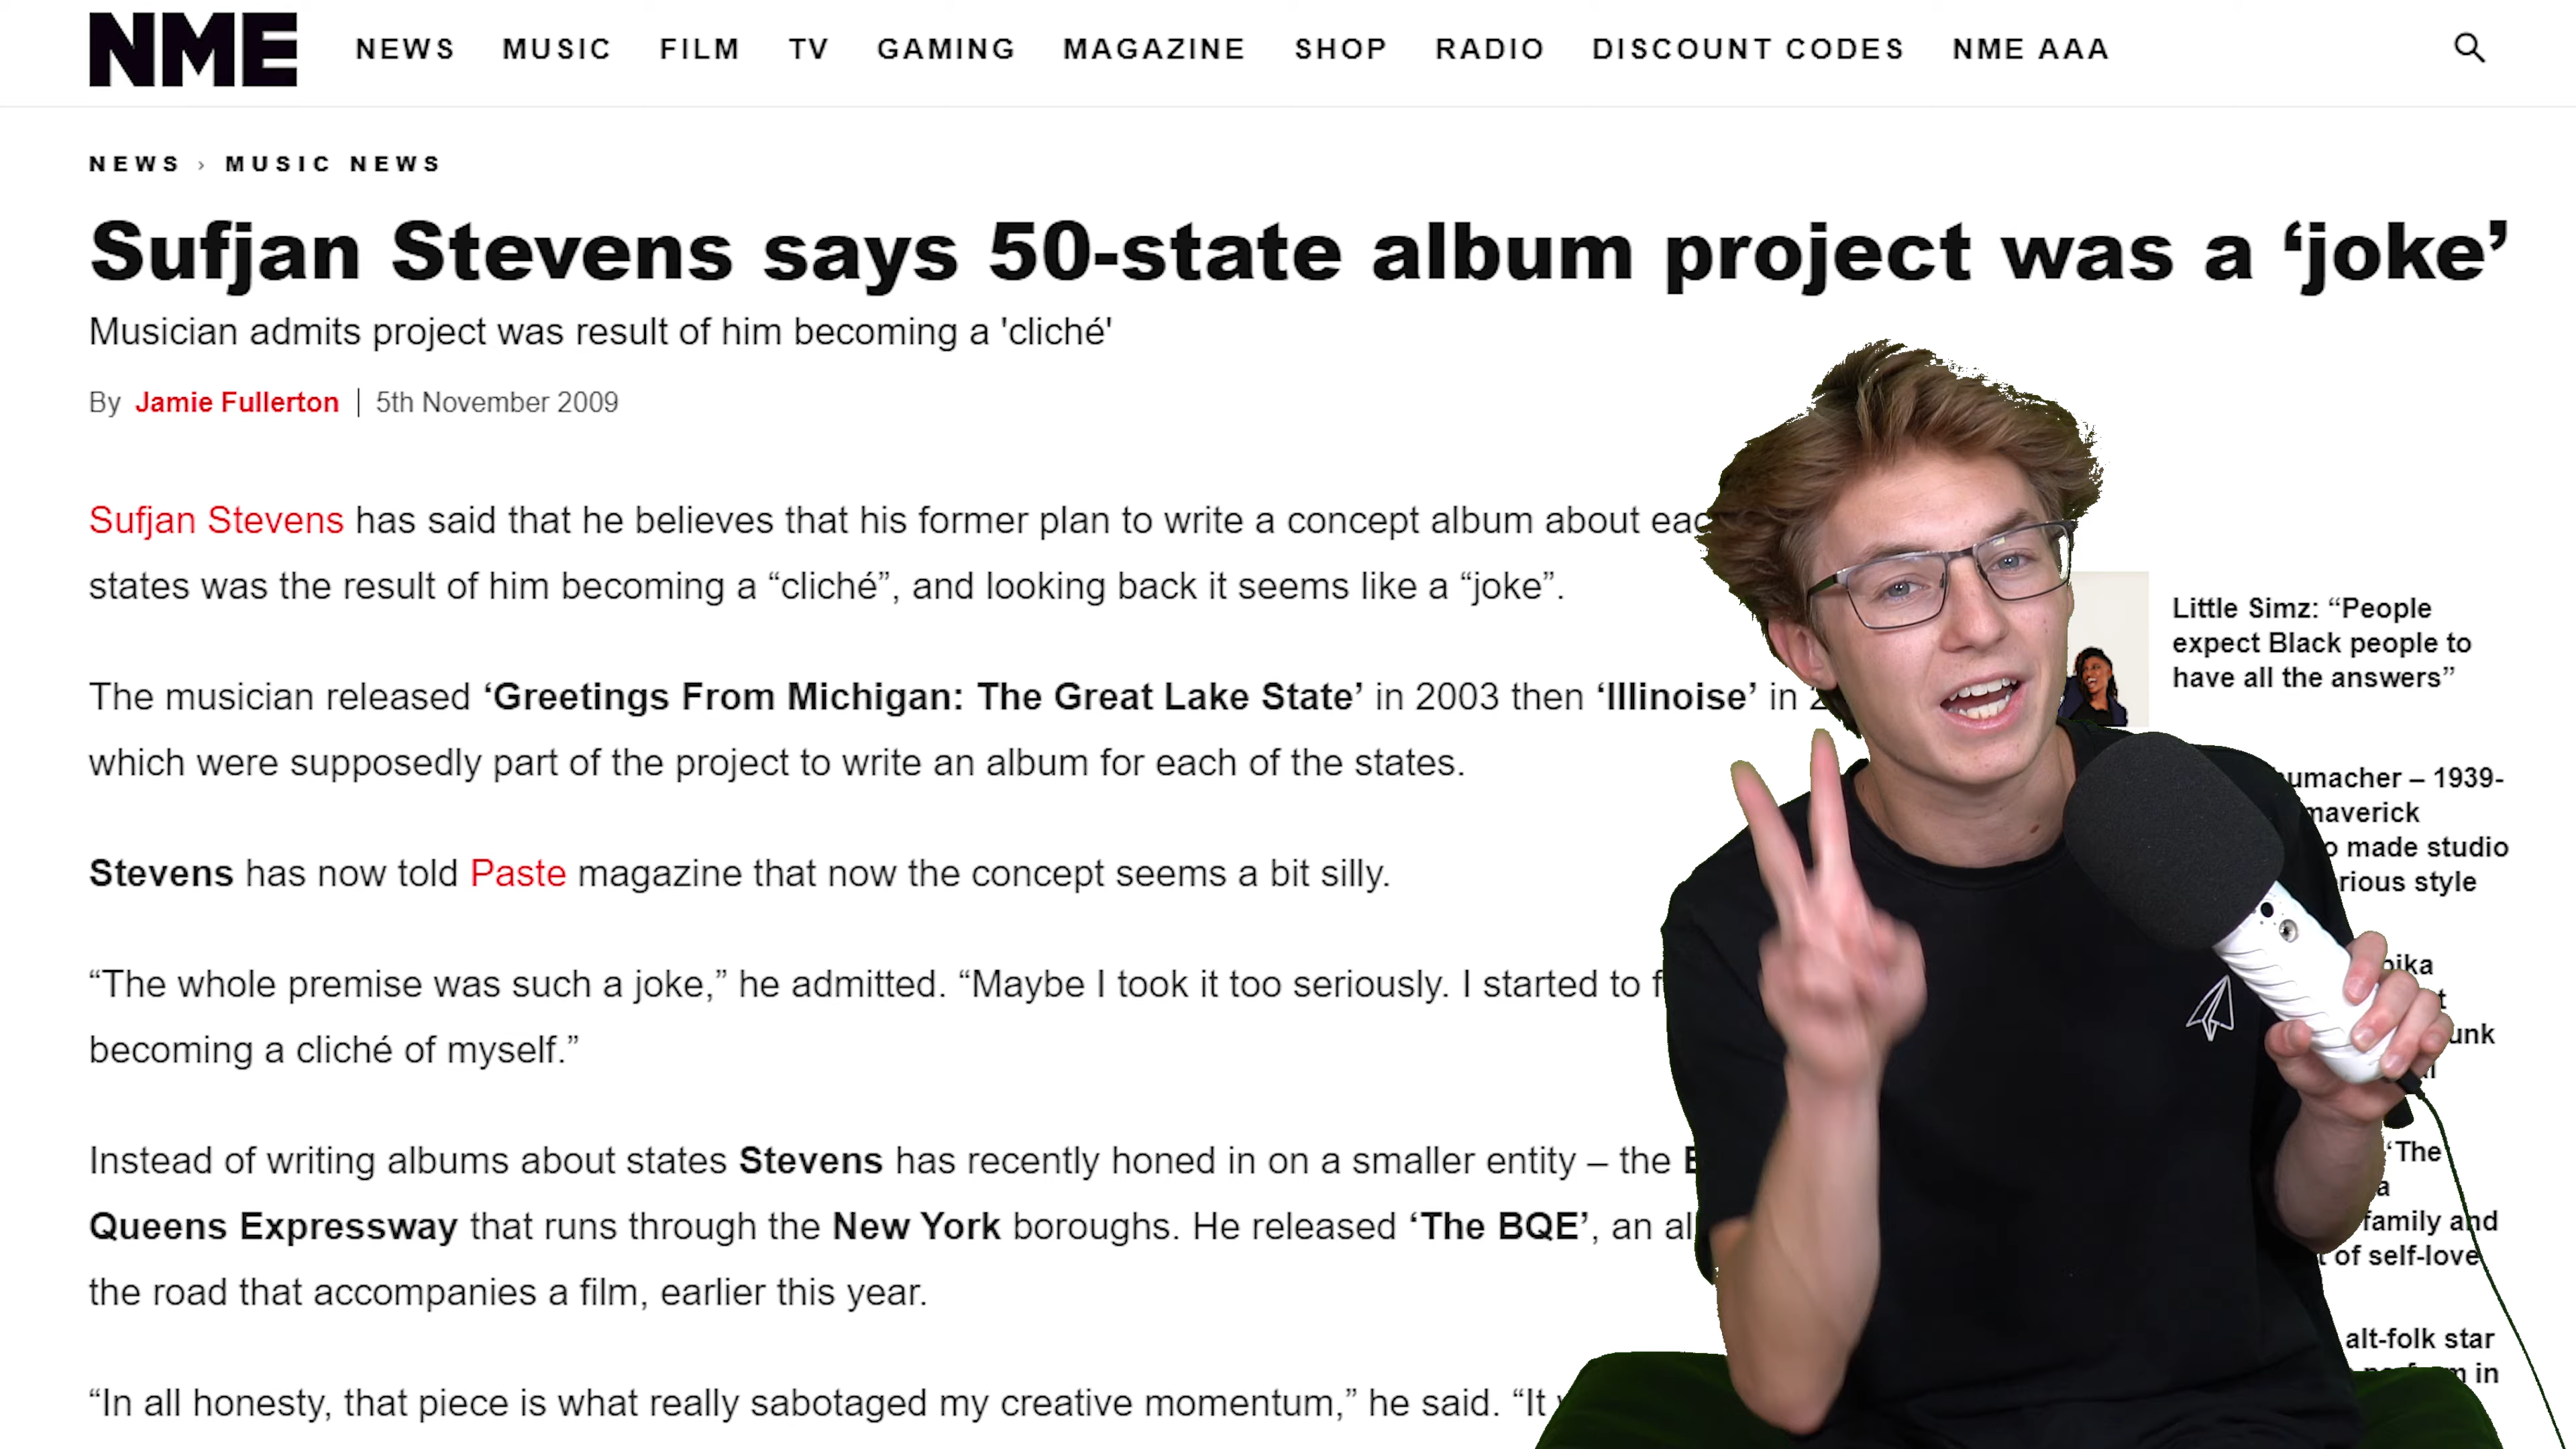 NME NEWS MUSIC FILM TV GAMING MAGAZINE SHOP RADIO DISCOUNT CODES NME AAA
NEWS › MUSIC NEWS
Sufjan Stevens says 50-state album project was a ‘joke’
Musician admits project was result of him becoming a 'cliché'
By Jamie Fullerton | 5th November 2009
Sufjan Stevens has said that he believes that his former plan to write a concept album about
states was the result of him becoming a “cliché”, and looking back it seems like a “joke”.
The musician released ‘Greetings From Michigan: The Great Lake State’ in 2003 then ‘Illinoise’ in
which were supposedly part of the project to write an album for each of the states.
Stevens has now told Paste magazine that now the concept seems a bit silly.
“The whole premise was such a joke,” he admitted. “Maybe I took it too seriously. I started to
becoming a cliché of myself.”
Instead of writing albums about states Stevens has recently honed in on a smaller entity – the
Queens Expressway that runs through the New York boroughs. He released ‘The BQE’, an
the road that accompanies a film, earlier this year.
“In all honesty, that piece is what really sabotaged my creative momentum,” he said. “It
Little Simz: “People
expect Black people to
have all the answers”
– 1939-
maverick
made studio
style
‘The
family and
of self-love
alt-folk star
in